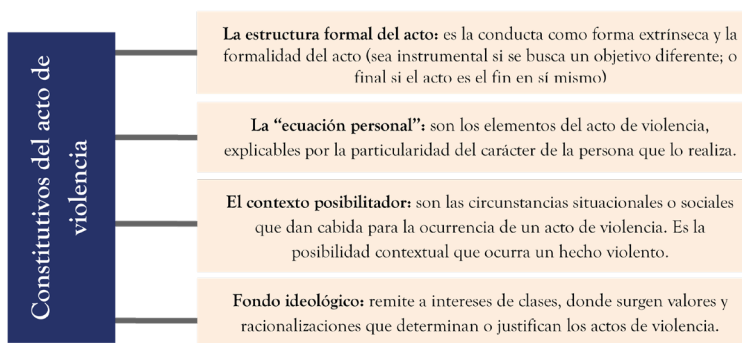 Constitutivos del acto de
violencia
La estructura formal del acto: es la conducta como forma extrínseca y la
formalidad del acto (sea instrumental si se busca un objetivo diferente; o
final si el acto es el fin en sí mismo)
La “ecuación personal”: son los elementos del acto de violencia,
explicables por la particularidad del carácter de la persona que lo realiza.
El contexto posibilitador: son las circunstancias situacionales o sociales
que dan cabida para la ocurrencia de un acto de violencia. Es la
posibilidad contextual que ocurra un hecho violento.
Fondo ideológico: remite a intereses de clases, donde surgen valores y
racionalizaciones que determinan o justifican los actos de violencia.